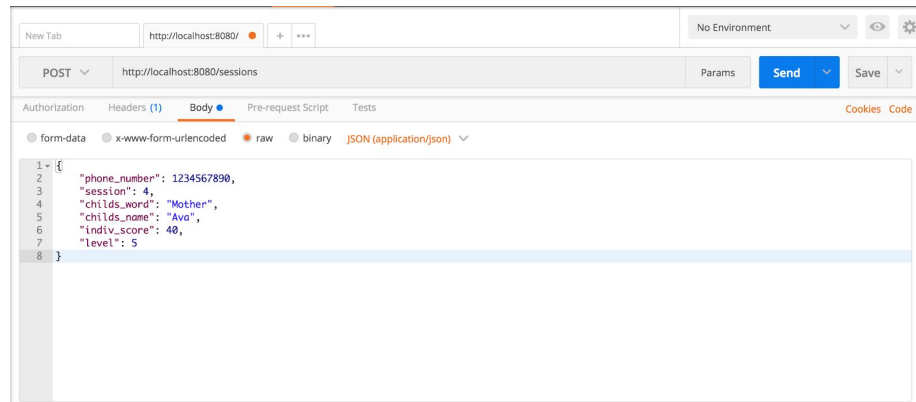 New Tab
http://localhost:8080/
+
•••
No Environment
POST
http://localhost:8080/sessions
Params
Send
Save
Authorization
Headers (1)
Body
Pre-request Script
Tests
Cookies Code
form-data
x-www-form-urlencoded
raw
binary
JSON (application/json)
1 {
2 "phone_number": 1234567890,
3 "session": 4,
4 "childs_word": "Mother",
5 "childs_name": "Ava",
6 "indiv_score": 40,
7 "level": 5
8 }